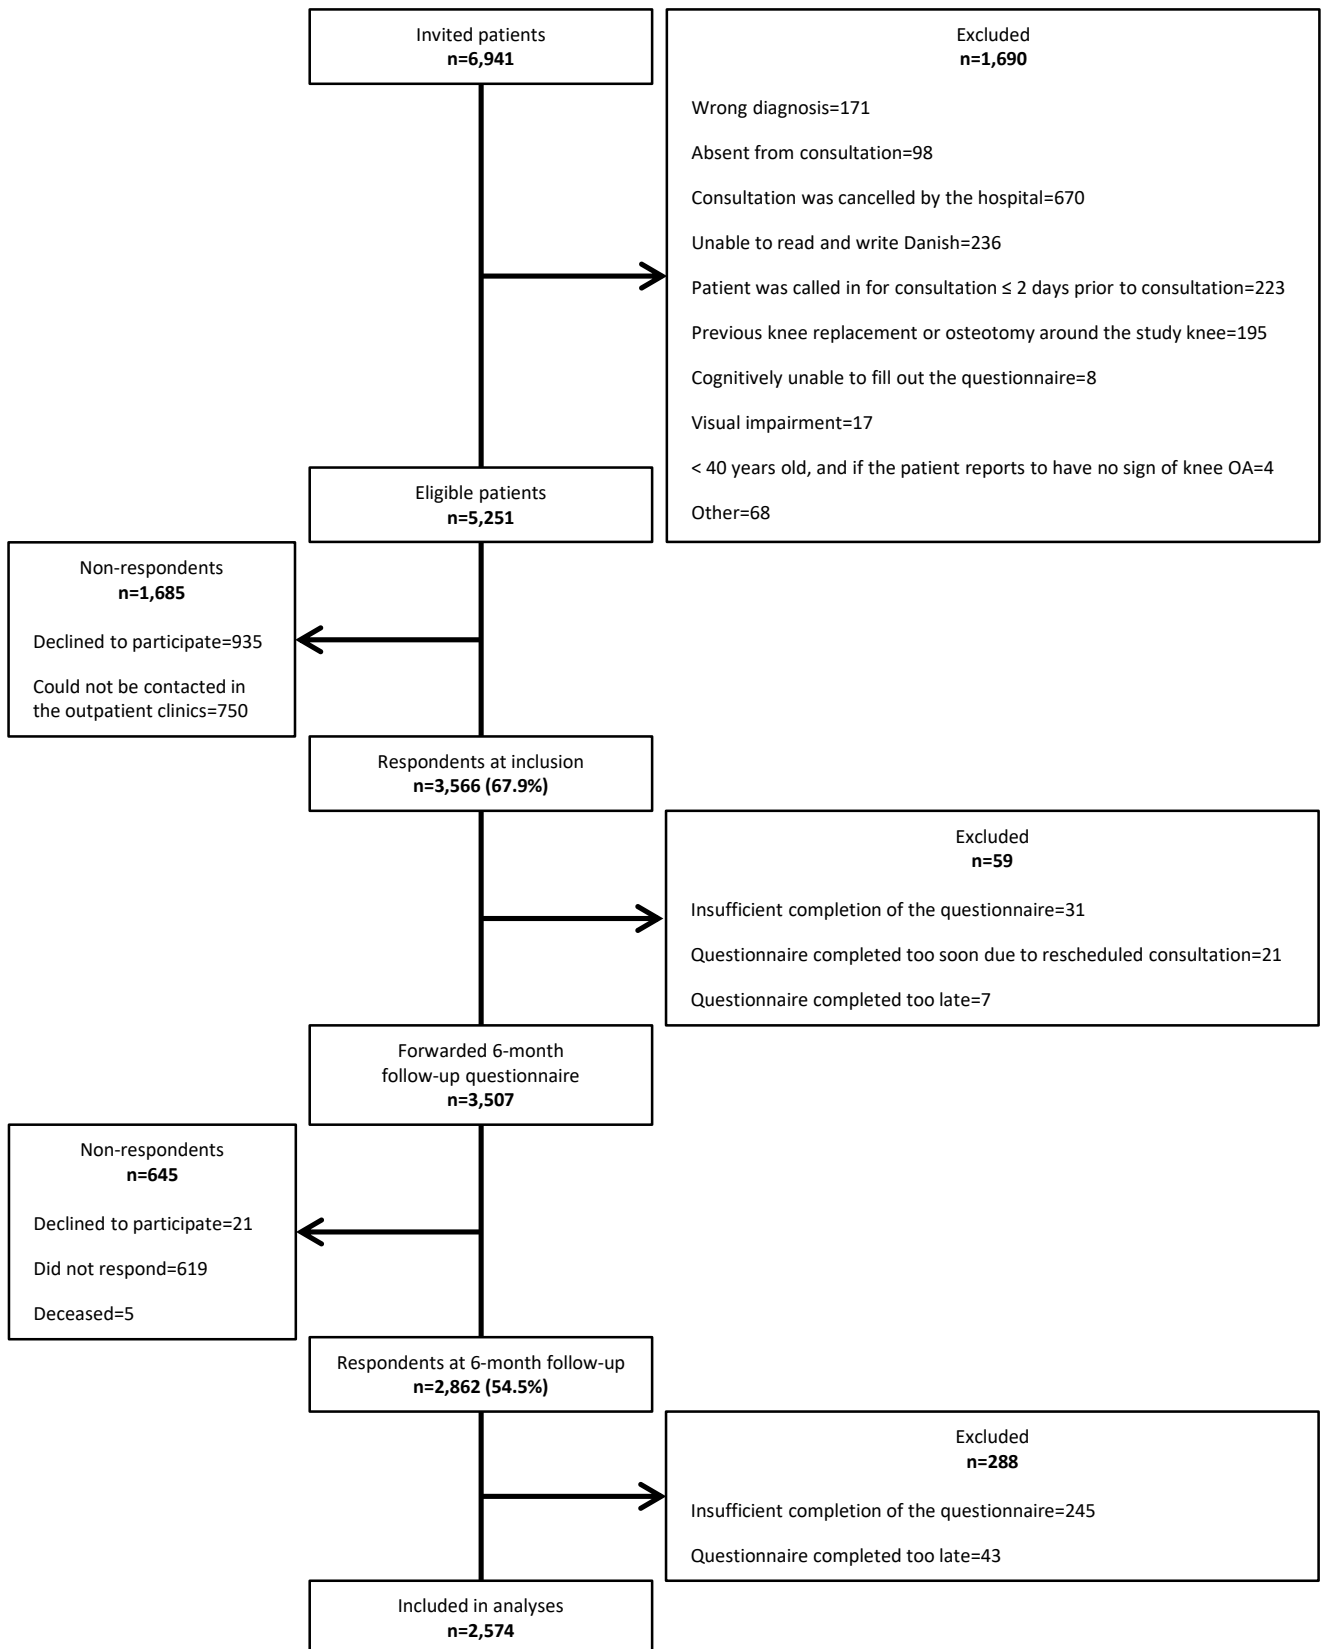 Invited patients
n=6,941
Excluded
n=1,690
Wrong diagnosis=171
Absent from consultation=98
Consultation was cancelled by the hospital=670
Unable to read and write Danish=236
Patient was called in for consultation ≤ 2 days prior to consultation=223
Previous knee replacement or osteotomy around the study knee=195
Cognitively unable to fill out the questionnaire=8
Visual impairment=17
< 40 years old, and if the patient reports to have no sign of knee OA=4
Other=68
Eligible patients
n=5,251
Non-respondents
n=1,685
Declined to participate=935
Could not be contacted in
the outpatient clinics=750
Respondents at inclusion
n=3,566 (67.9%)
Excluded
n=59
Insufficient completion of the questionnaire=31
Questionnaire completed too soon due to rescheduled consultation=21
Questionnaire completed too late=7
Forwarded 6-month
follow-up questionnaire
n=3,507
Non-respondents
n=645
Declined to participate=21
Did not respond=619
Deceased=5
Respondents at 6-month follow-up
n=2,862 (54.5%)
Excluded
n=288
Insufficient completion of the questionnaire=245
Questionnaire completed too late=43
Included in analyses
n=2,574